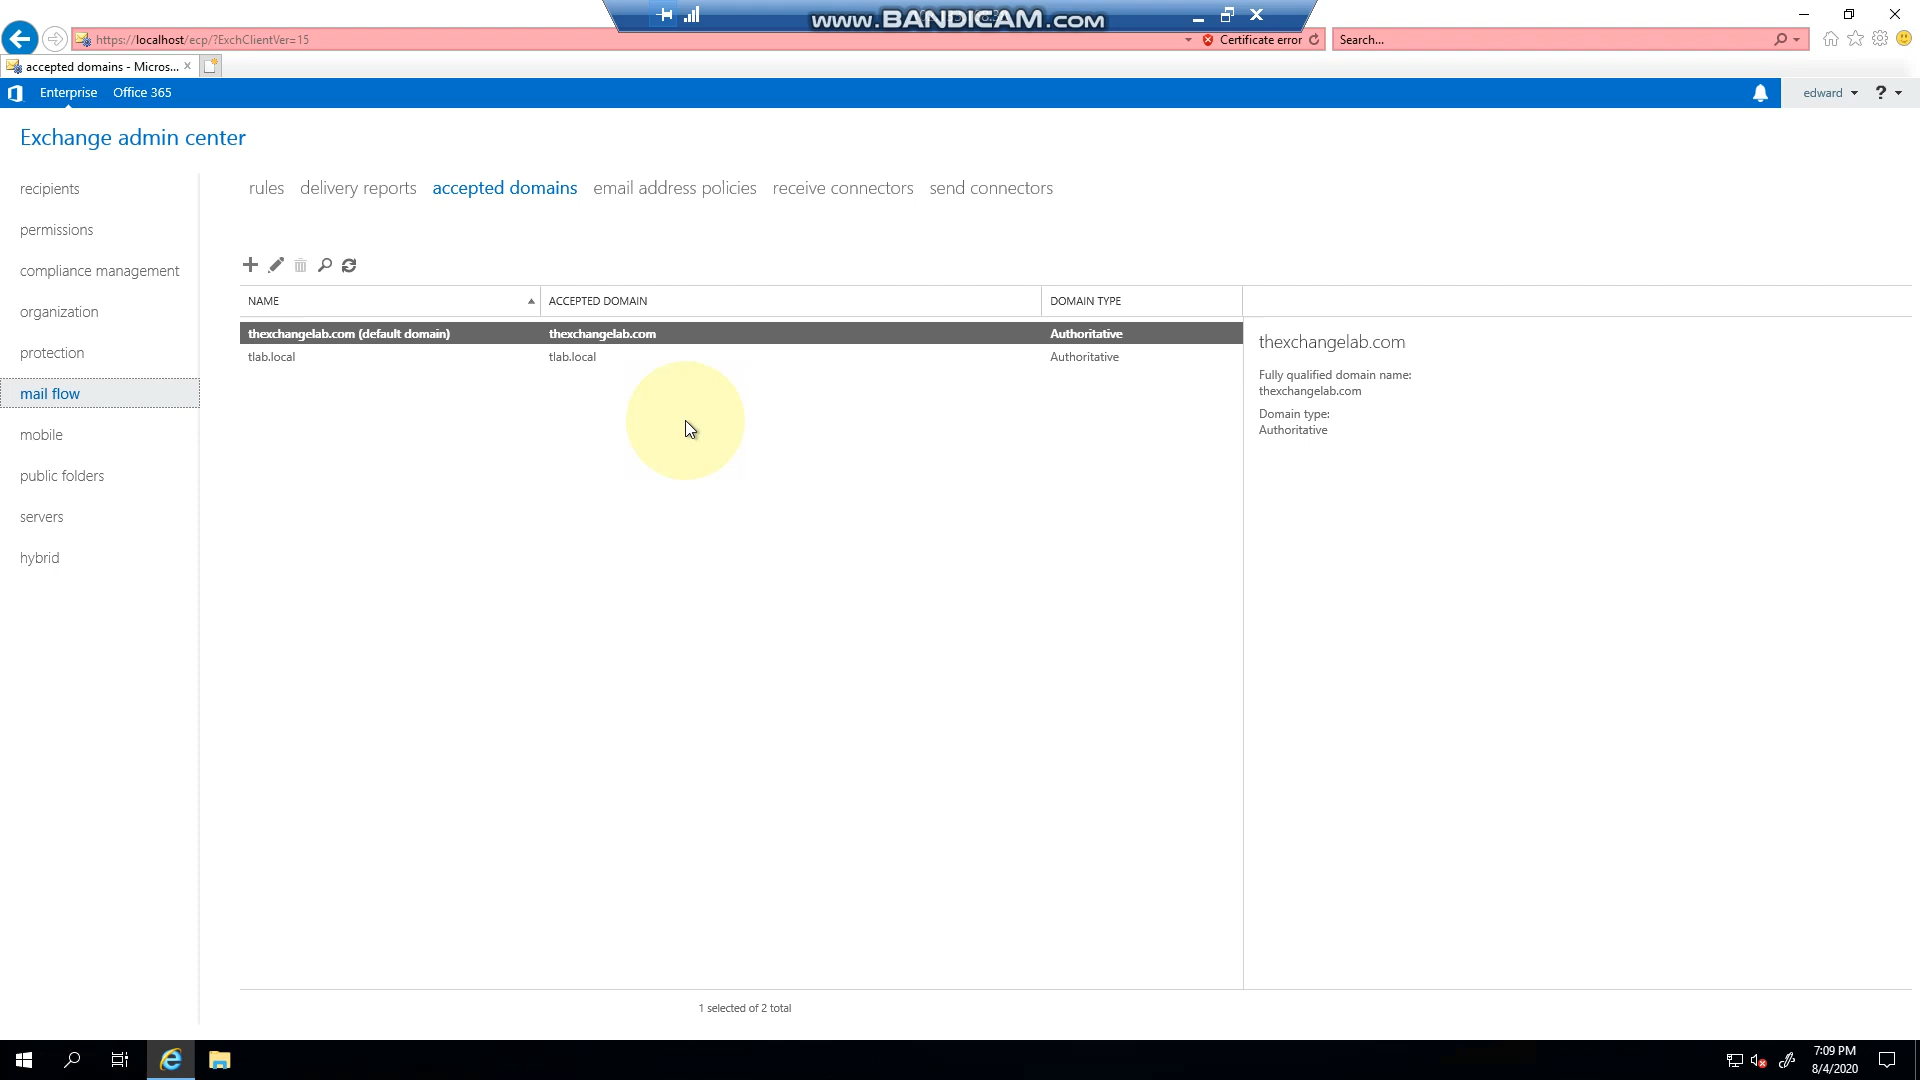 www.BANDICAM.com
https://localhost/ecp/?ExchClientVer=15
Certificate error
Search...
accepted domains - Micros...
Enterprise
Office 365
edward
?
Exchange admin center
recipients
permissions
compliance management
organization
protection
mail flow
mobile
public folders
servers
hybrid
rules
delivery reports
accepted domains
email address policies
receive connectors
send connectors
NAME
ACCEPTED DOMAIN
DOMAIN TYPE
thexchangelab.com (default domain)
thexchangelab.com
Authoritative
tlab.local
tlab.local
Authoritative
thexchangelab.com
Fully qualified domain name:
thexchangelab.com
Domain type:
Authoritative
1 selected of 2 total
7:09 PM
8/4/2020